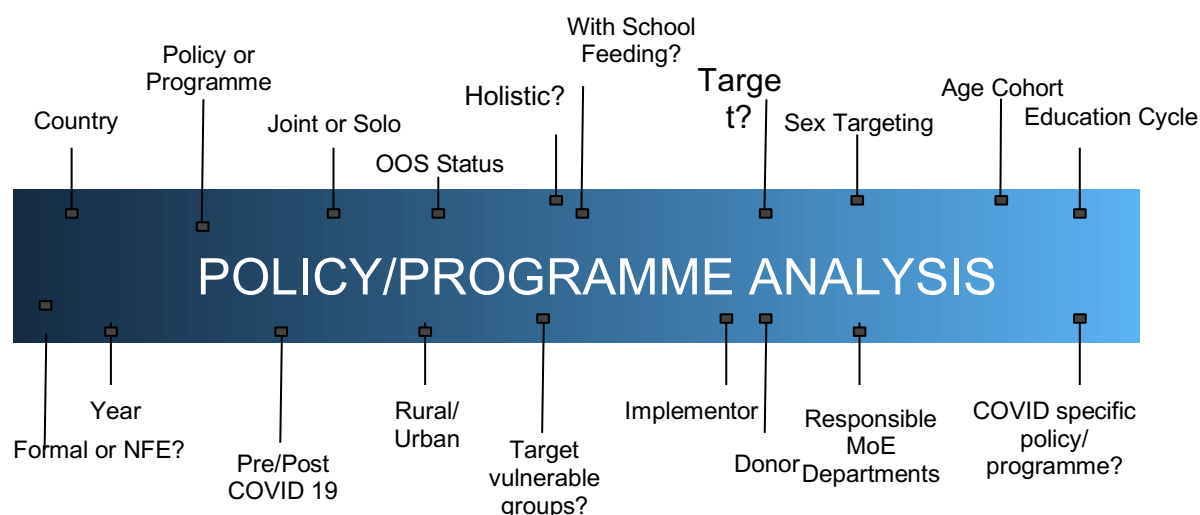 Country
Policy or
Programme
Joint or Solo
OOS Status
Holistic?
With School
Feeding?
Targe
t?
Sex Targeting
Age Cohort
Education Cycle
POLICY/PROGRAMME ANALYSIS
Formal or NFE?
Year
Pre/Post
COVID 19
Rural/
Urban
Target
vulnerable
groups?
Implementor
Donor
Responsible
MoE
Departments
COVID specific
policy/
programme?